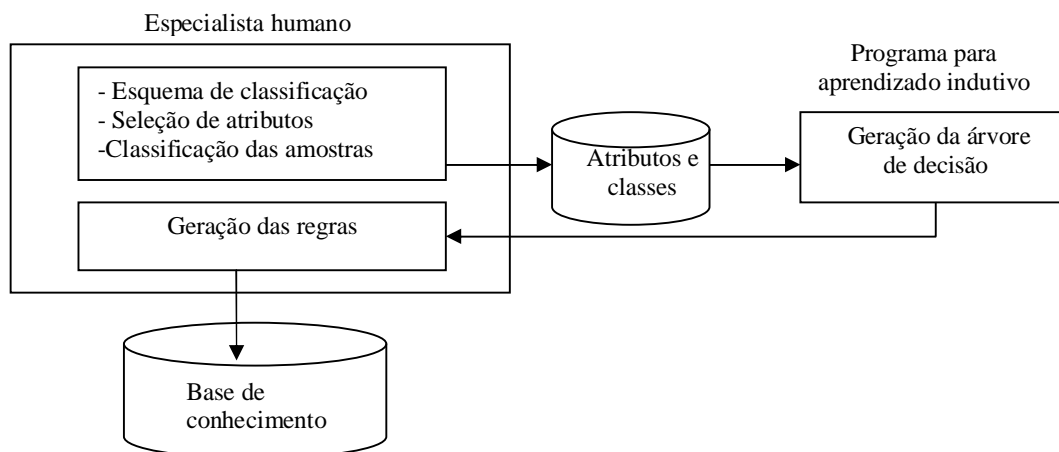 Especialista humano
- Esquema de classificação
- Seleção de atributos
-Classificação das amostras
Geração das regras
Atributos e
classes
Programa para
aprendizado indutivo
Geração da árvore
de decisão
Base de
conhecimento